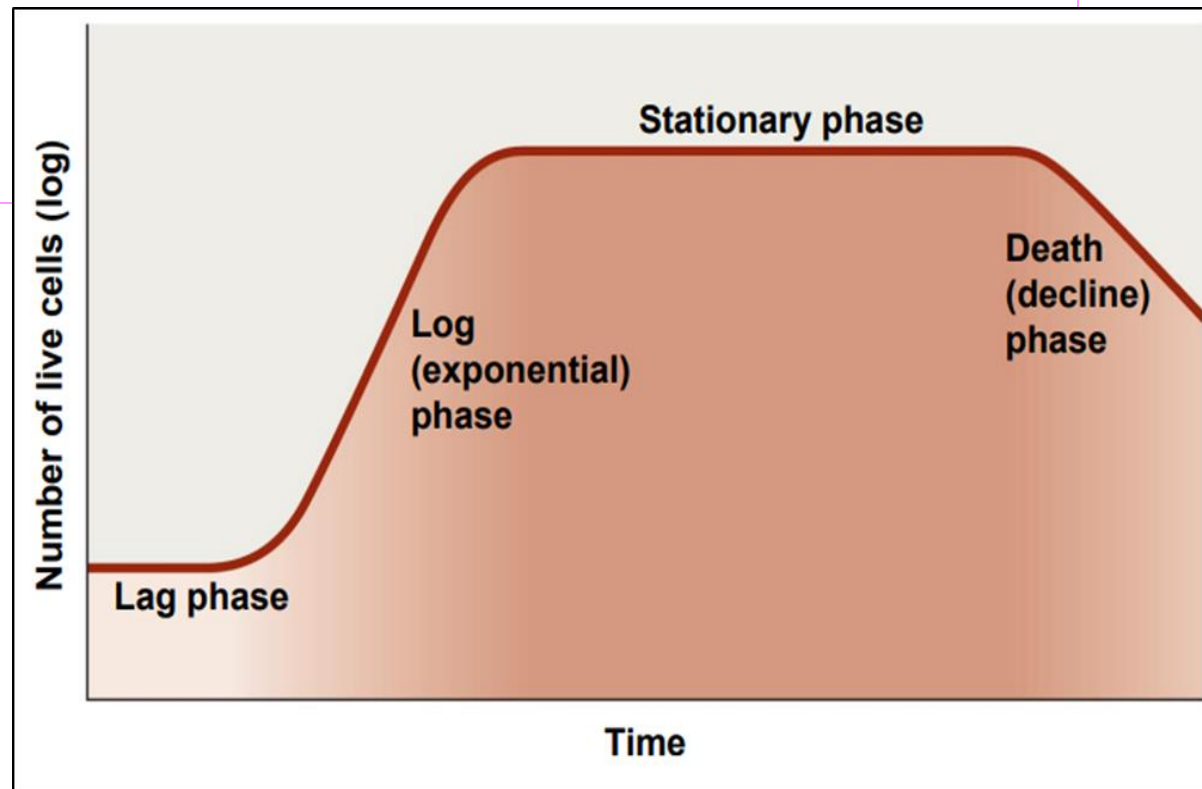 Number of live cells (log)
Stationary phase
Death
(decline)
phase
Log
(exponential)
phase
Lag phase
Time